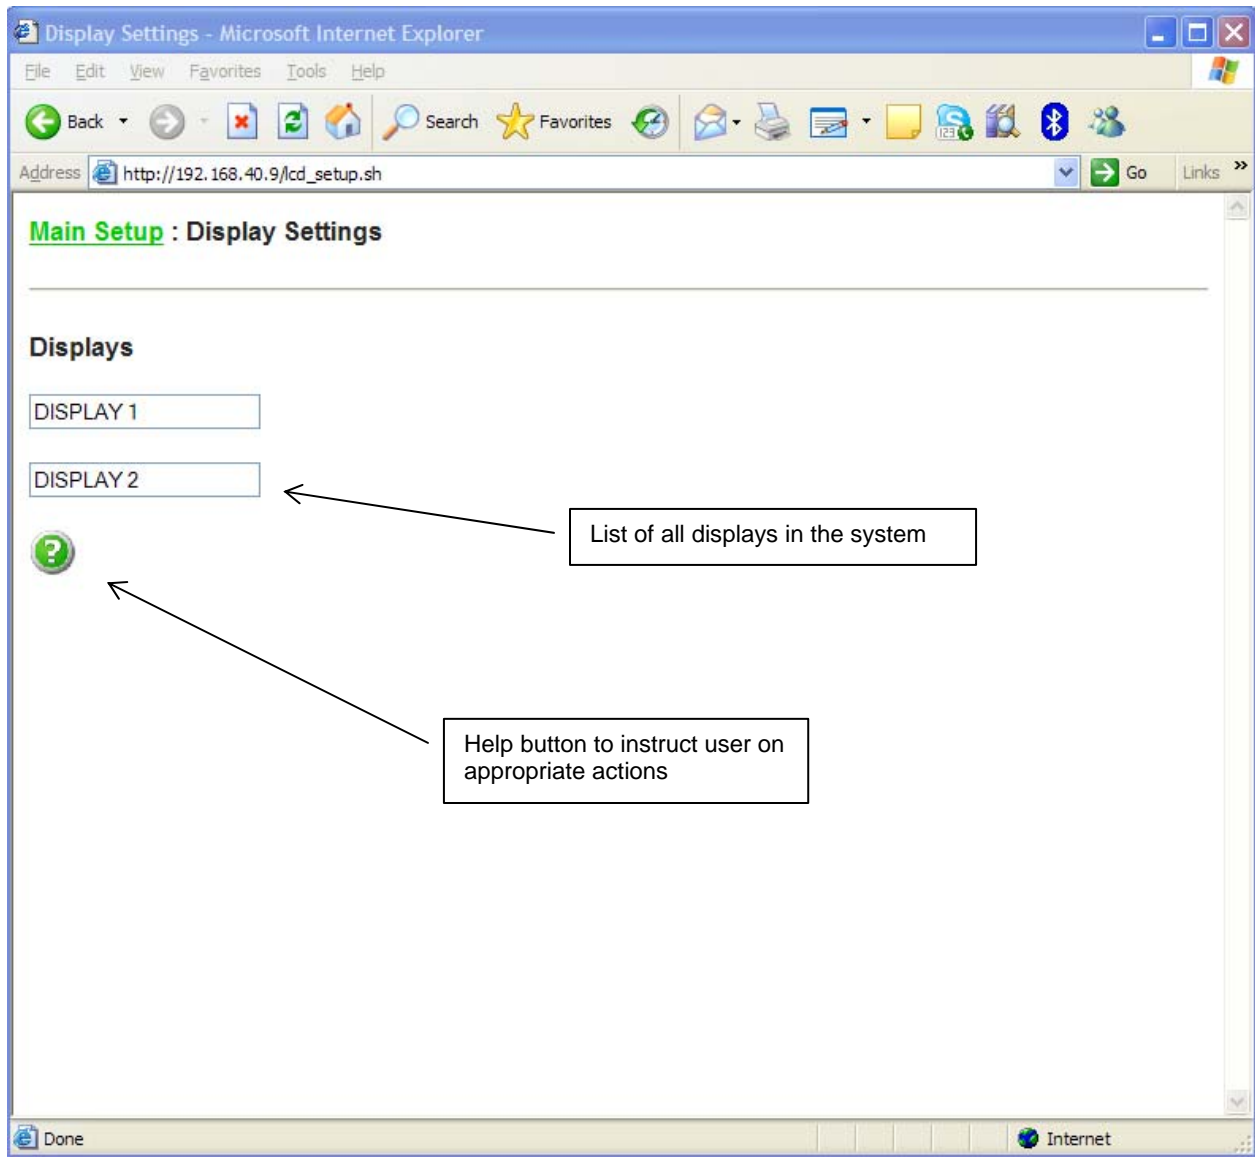 Display Settings - Microsoft Internet Explorer
File Edit View Favorites Tools Help
Back Search Favorites
Address http://192.168.40.9/lcd_setup.sh Go Links »
Main Setup : Display Settings
Displays
DISPLAY 1
DISPLAY 2
List of all displays in the system
Help button to instruct user on
appropriate actions
Done Internet